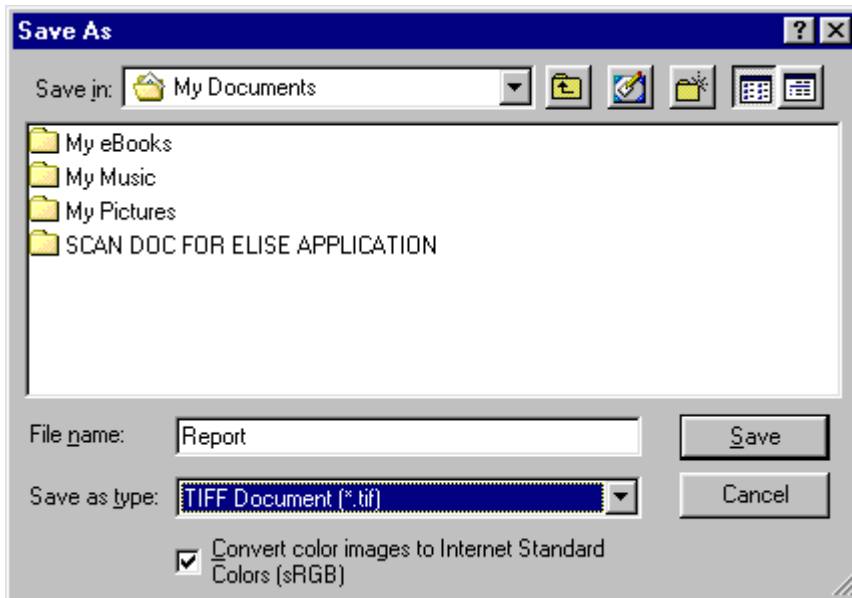 Save As
Save in: My Documents
My eBooks
My Music
My Pictures
SCAN DOC FOR ELISE APPLICATION
File name: Report Save
Save as type: TIFF Document (*.tif) Cancel
Convert color images to Internet Standard
Colors (sRGB)